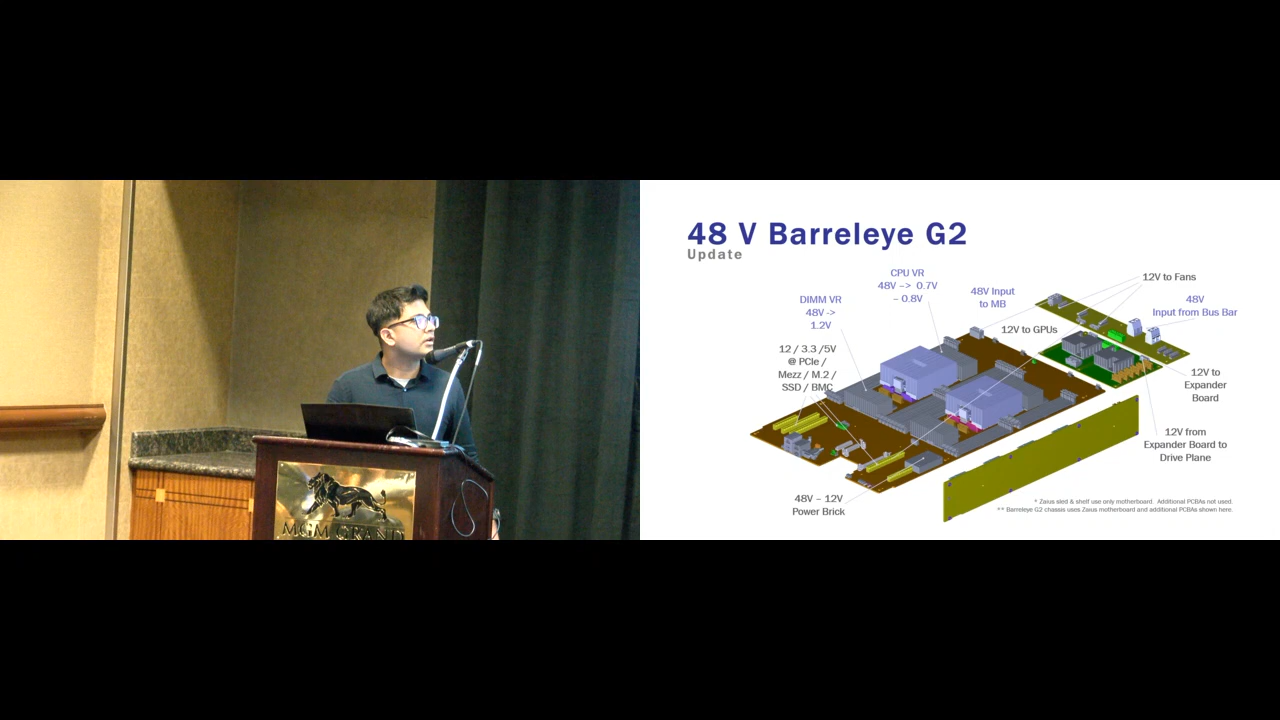 MGM GRAND
48 V Barreleye G2
Update
CPU VR
48V -> 0.7V
– 0.8V
DIMM VR
48V ->
1.2V
48V Input
to MB
12V to Fans
48V
Input from Bus Bar
12V to GPUs
12 / 3.3 /5V
@ PCIe /
Mezz / M.2 /
SSD / BMC
12V to
Expander
Board
12V from
Expander Board to
Drive Plane
48V – 12V
Power Brick
* Zaius sled & shelf use only motherboard. Additional PCBAs not used.
** Barreleye G2 chassis uses Zaius motherboard and additional PCBAs shown here.